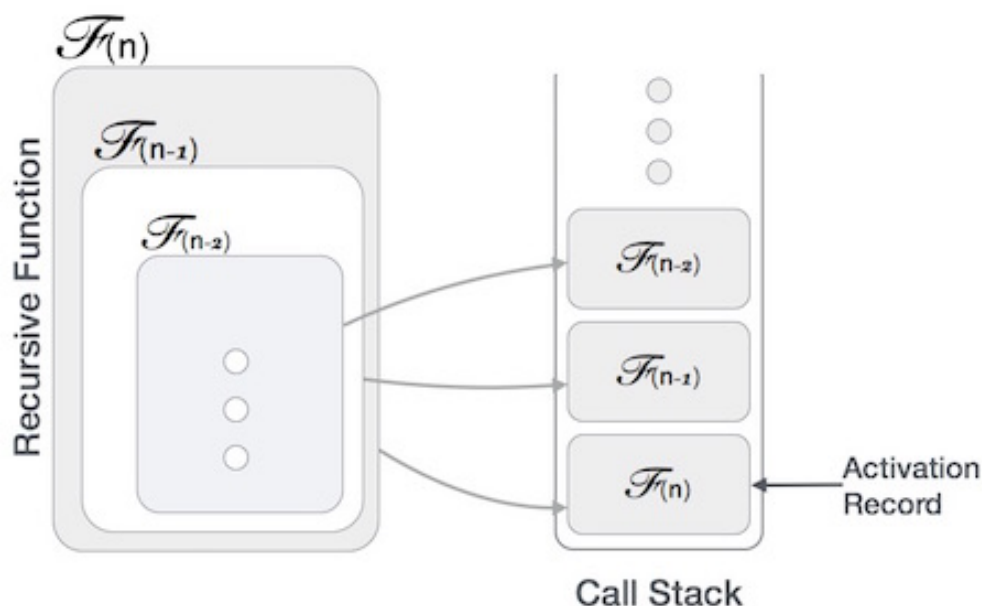 ℱ(n)
ℱ(n-1)
ℱ(n-2)
Recursive Function
ℱ(n-2)
ℱ(n-1)
ℱ(n)
Activation
Record
Call Stack